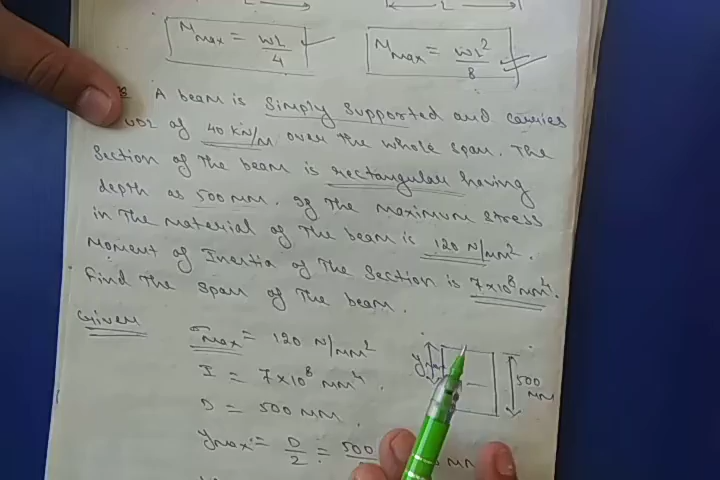 L L
Mmax = WL/4 Mmax = wL²/8
A beam is Simply Supported and carries
UDL of 40 KN/M over the whole span. The
Section of the beam is rectangular having
depth as 500 MM. If the maximum stress
in the material of the beam is 120 N/MM².
Moment of Inertia of the section is 7×10⁸ MM⁴.
Find the span of the beam.
Given
σmax = 120 N/MM²
I = 7×10⁸ MM⁴.
D = 500 MM.
ymax = D/2 = 500 MM
ymax 500 MM